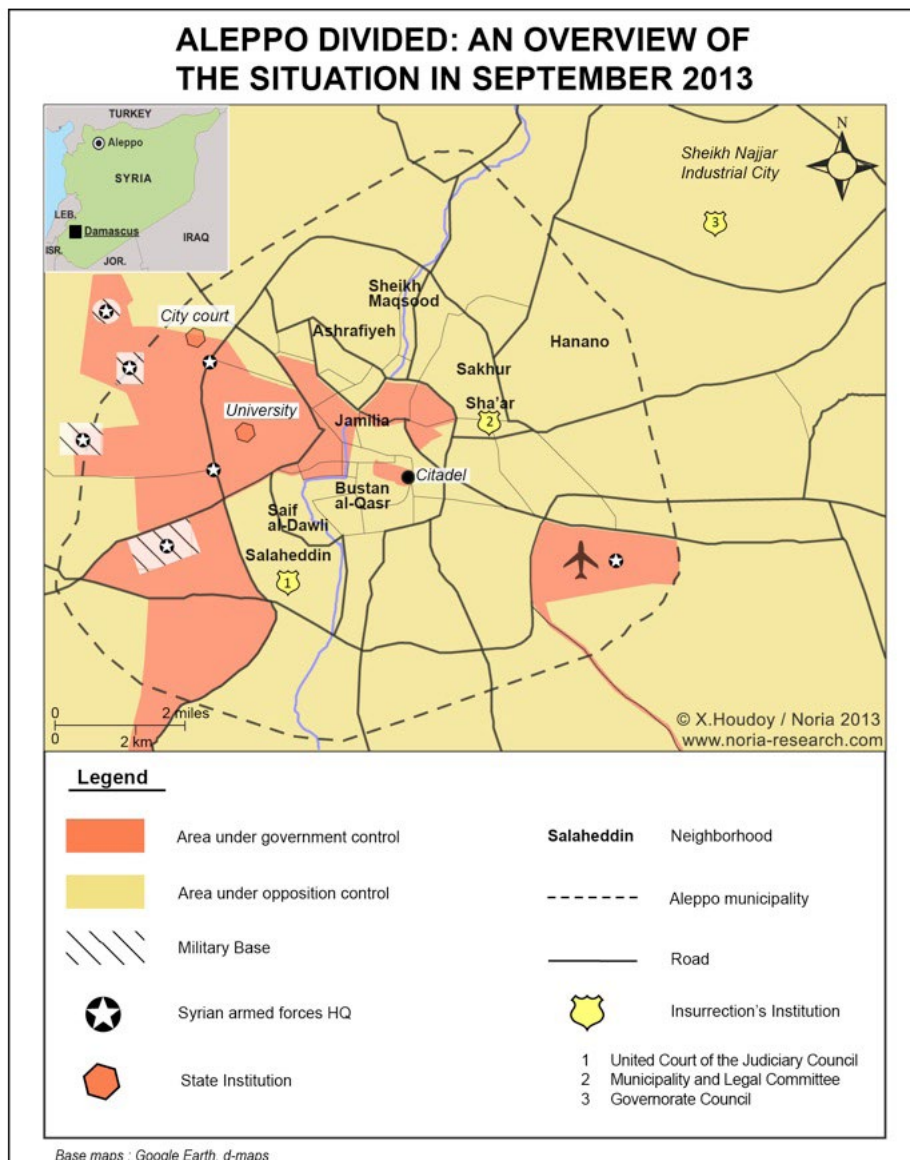 ALEPPO DIVIDED: AN OVERVIEW OF
THE SITUATION IN SEPTEMBER 2013
TURKEY
Aleppo
SYRIA
LEB.
Damascus
IRAQ
ISR.
JOR.
N
Sheikh Najjar
Industrial City
3
Sheikh
Maqsood
City court
Ashrafiyeh
Hanano
Sakhur
Sha'ar
University
Jamilia
2
Citadel
Bustan
al-Qasr
Saif
al-Dawli
Salaheddin
1
0 2 miles
0 2 km
© X.Houdoy / Noria 2013
www.noria-research.com
Legend
Area under government control
Area under opposition control
Military Base
Syrian armed forces HQ
State Institution
Salaheddin Neighborhood
Aleppo municipality
Road
Insurrection's Institution
1 United Court of the Judiciary Council
2 Municipality and Legal Committee
3 Governorate Council
Base maps : Google Earth, d-maps